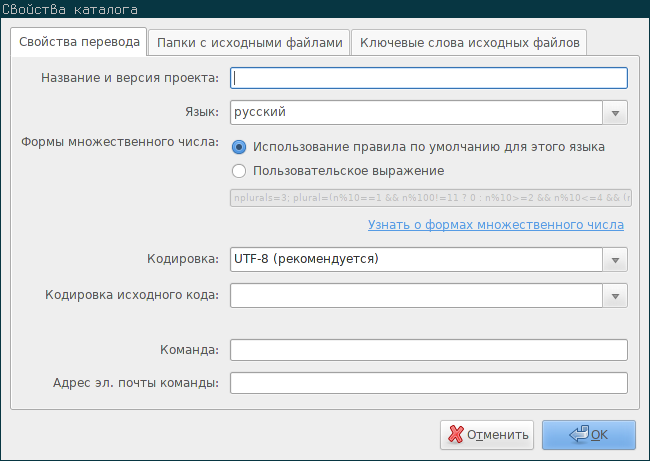 Свойства каталога
Свойства перевода Папки с исходными файлами Ключевые слова исходных файлов
Название и версия проекта:
Язык: русский
Формы множественного числа: Использование правила по умолчанию для этого языка
Пользовательское выражение
nplurals=3; plural=(n%10==1 && n%100!=11 ? 0 : n%10>=2 && n%10<=4 && (n
Узнать о формах множественного числа
Кодировка: UTF-8 (рекомендуется)
Кодировка исходного кода:
Команда:
Адрес эл. почты команды:
Отменить OK